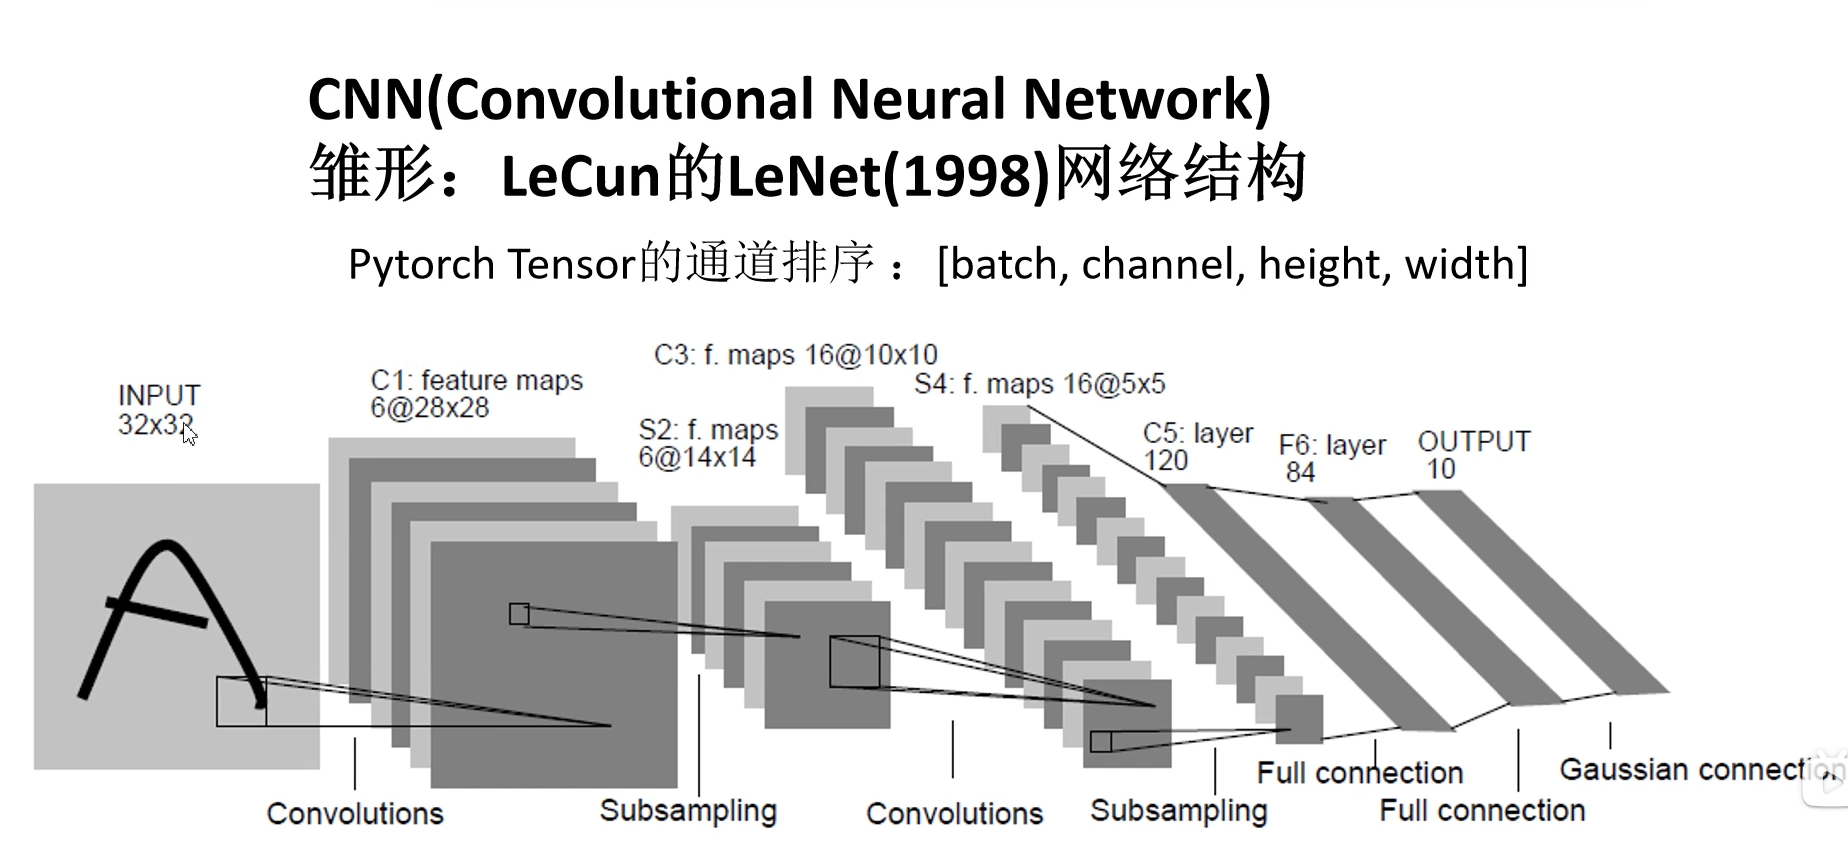 CNN(Convolutional Neural Network)
雏形：LeCun的LeNet(1998)网络结构
Pytorch Tensor的通道排序 ：[batch, channel, height, width]
INPUT
32x32
C1: feature maps
6@28x28
C3: f. maps 16@10x10
S2: f. maps
6@14x14
S4: f. maps 16@5x5
C5: layer
120
F6: layer
84
OUTPUT
10
Convolutions
Subsampling
Convolutions
Subsampling
Full connection
Full connection
Gaussian connection